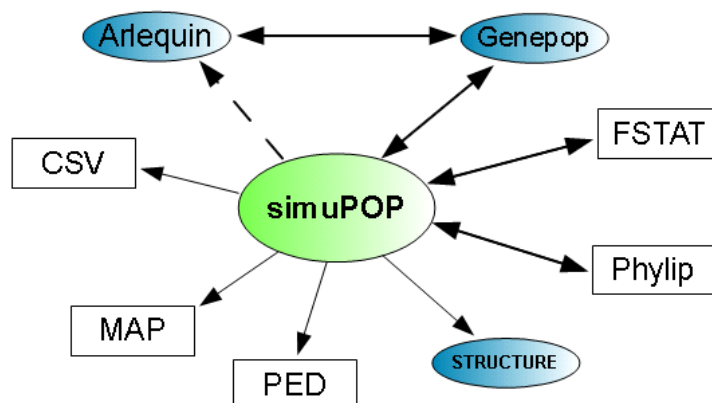 Arlequin
Genepop
FSTAT
CSV
simuPOP
Phylip
MAP
STRUCTURE
PED